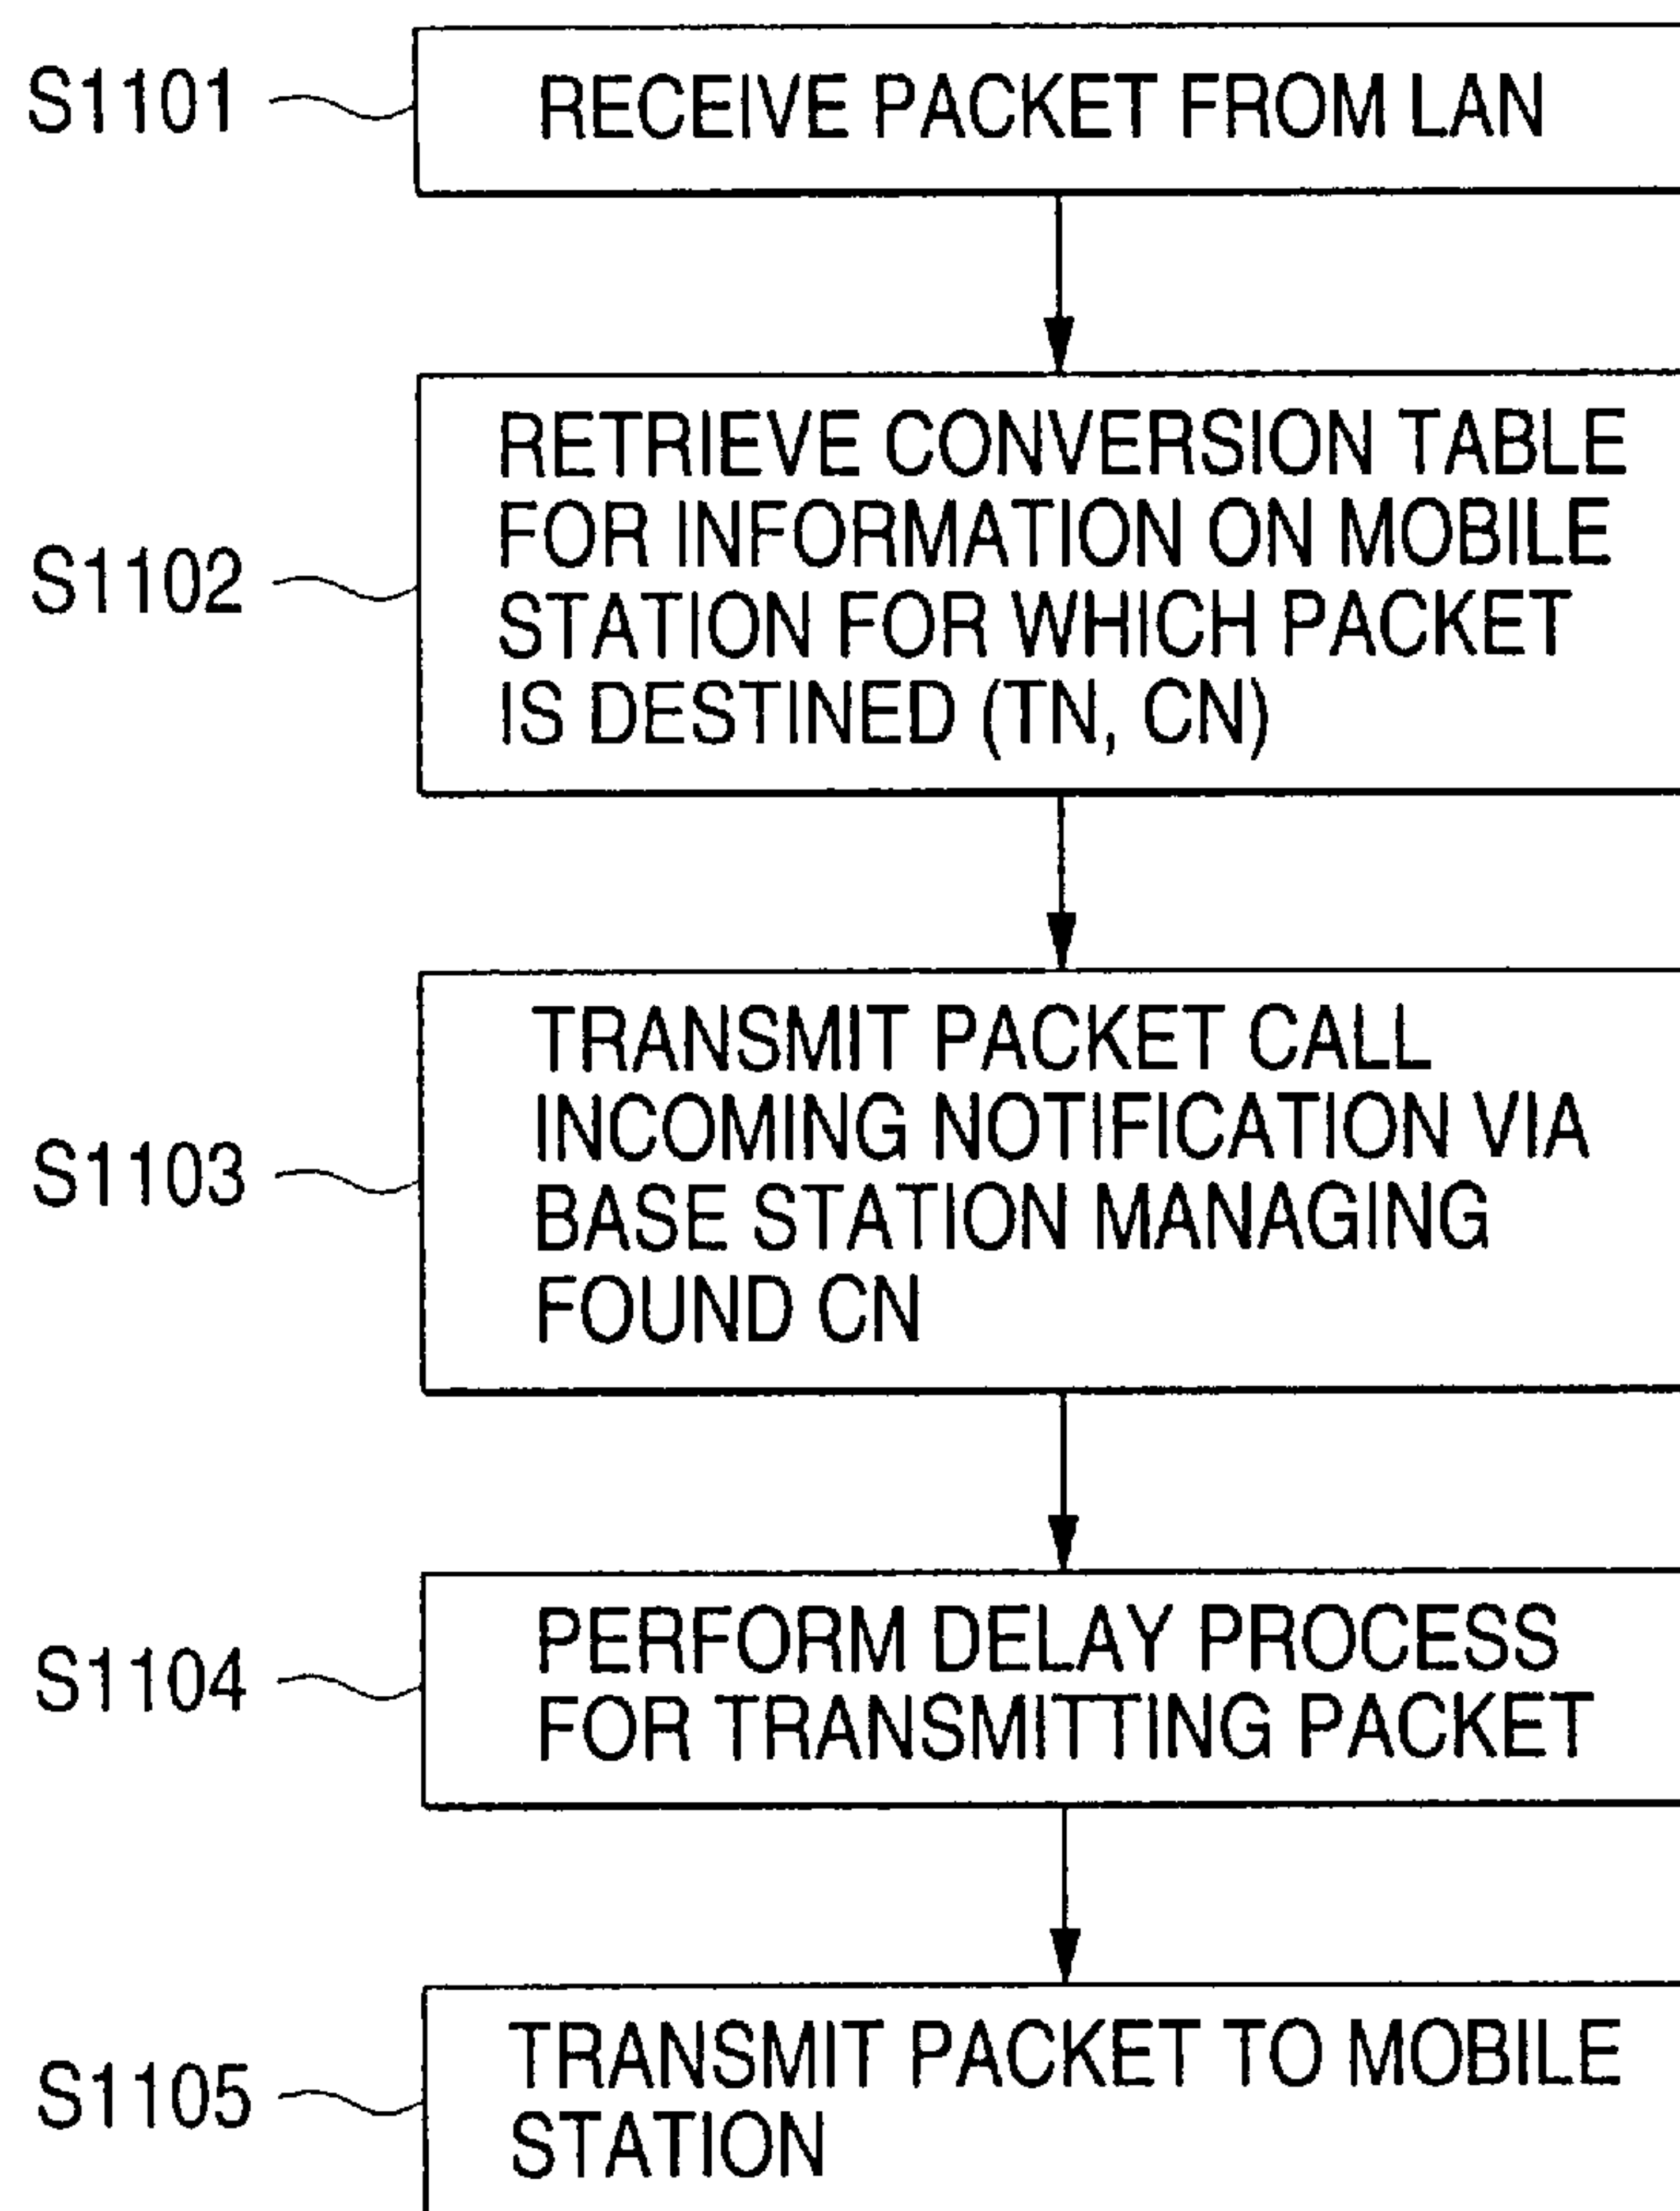 S1101
RECEIVE PACKET FROM LAN
S1102
RETRIEVE CONVERSION TABLE
FOR INFORMATION ON MOBILE
STATION FOR WHICH PACKET
IS DESTINED (TN, CN)
S1103
TRANSMIT PACKET CALL
INCOMING NOTIFICATION VIA
BASE STATION MANAGING
FOUND CN
S1104
PERFORM DELAY PROCESS
FOR TRANSMITTING PACKET
S1105
TRANSMIT PACKET TO MOBILE
STATION